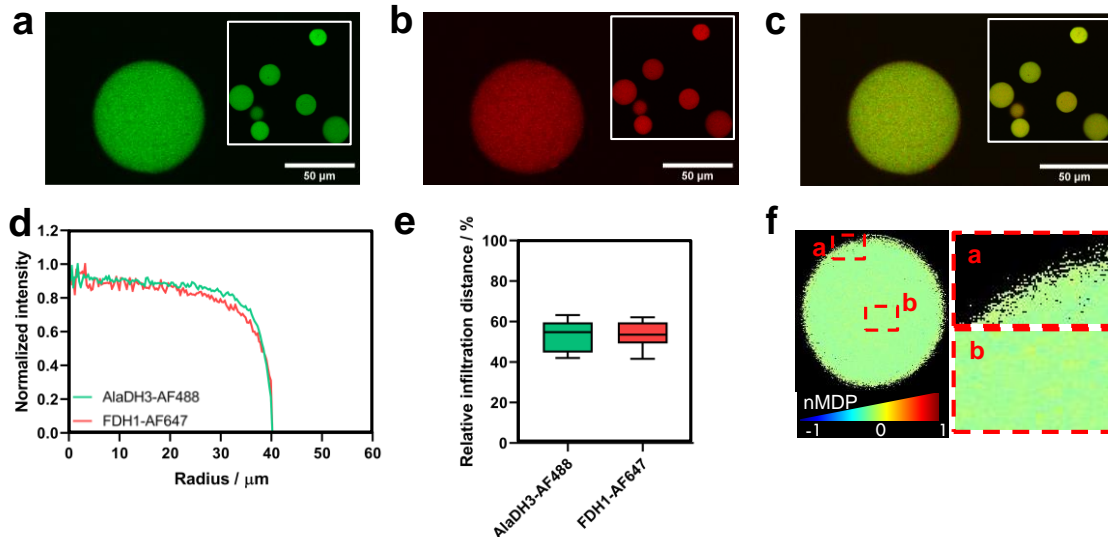 a
b
c
50 µm
50 µm
50 µm
d
Normalized intensity
1.2
1.0
0.8
0.6
0.4
0.2
0.0
AlaDH3-AF488
FDH1-AF647
0 10 20 30 40 50 60
Radius / µm
e
Relative infiltration distance / %
100
80
60
40
20
0
AlaDH3-AF488
FDH1-AF647
f
a
b
nMDP
-1 0 1
a
b